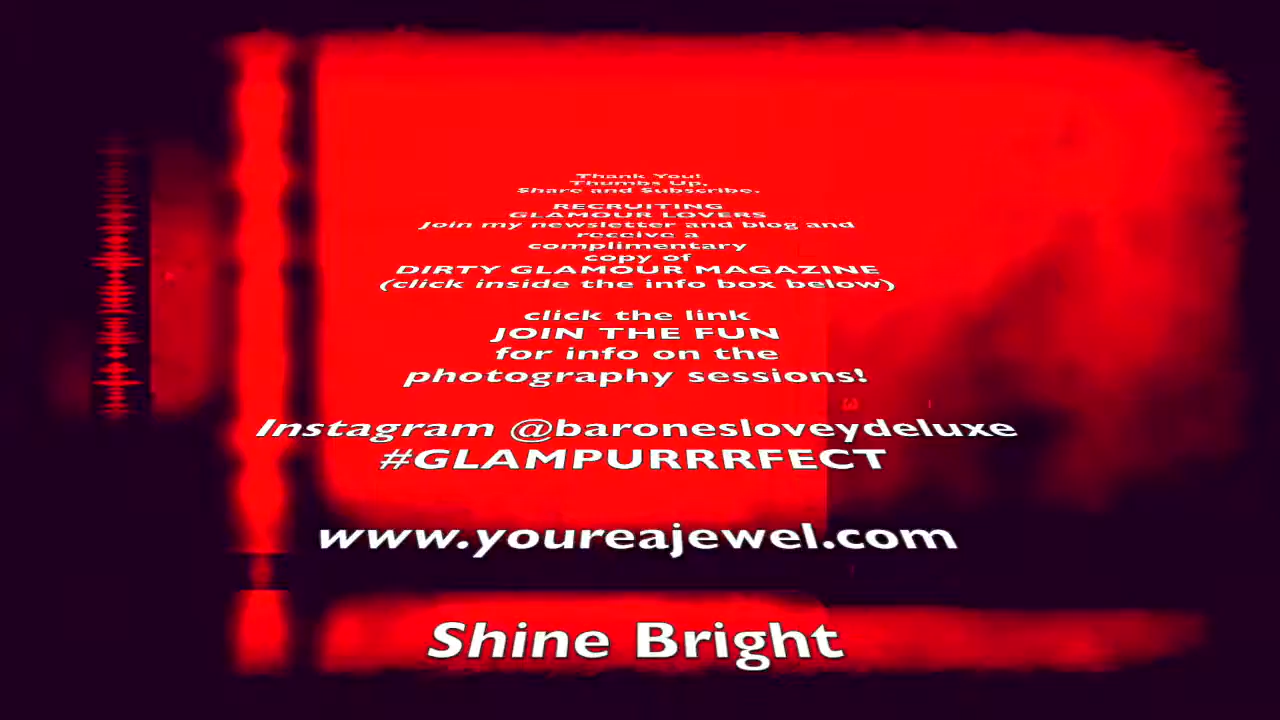 Thank You!
Thumbs Up,
Share and Subscribe.
RECRUITING
GLAMOUR LOVERS
Join my newsletter and blog and
receive a
complimentary
copy of
DIRTY GLAMOUR MAGAZINE
(click inside the info box below)
click the link
JOIN THE FUN
for info on the
photography sessions!
Instagram @baronesloveydeluxe
#GLAMPURRRFECT
www.youreajewel.com
Shine Bright